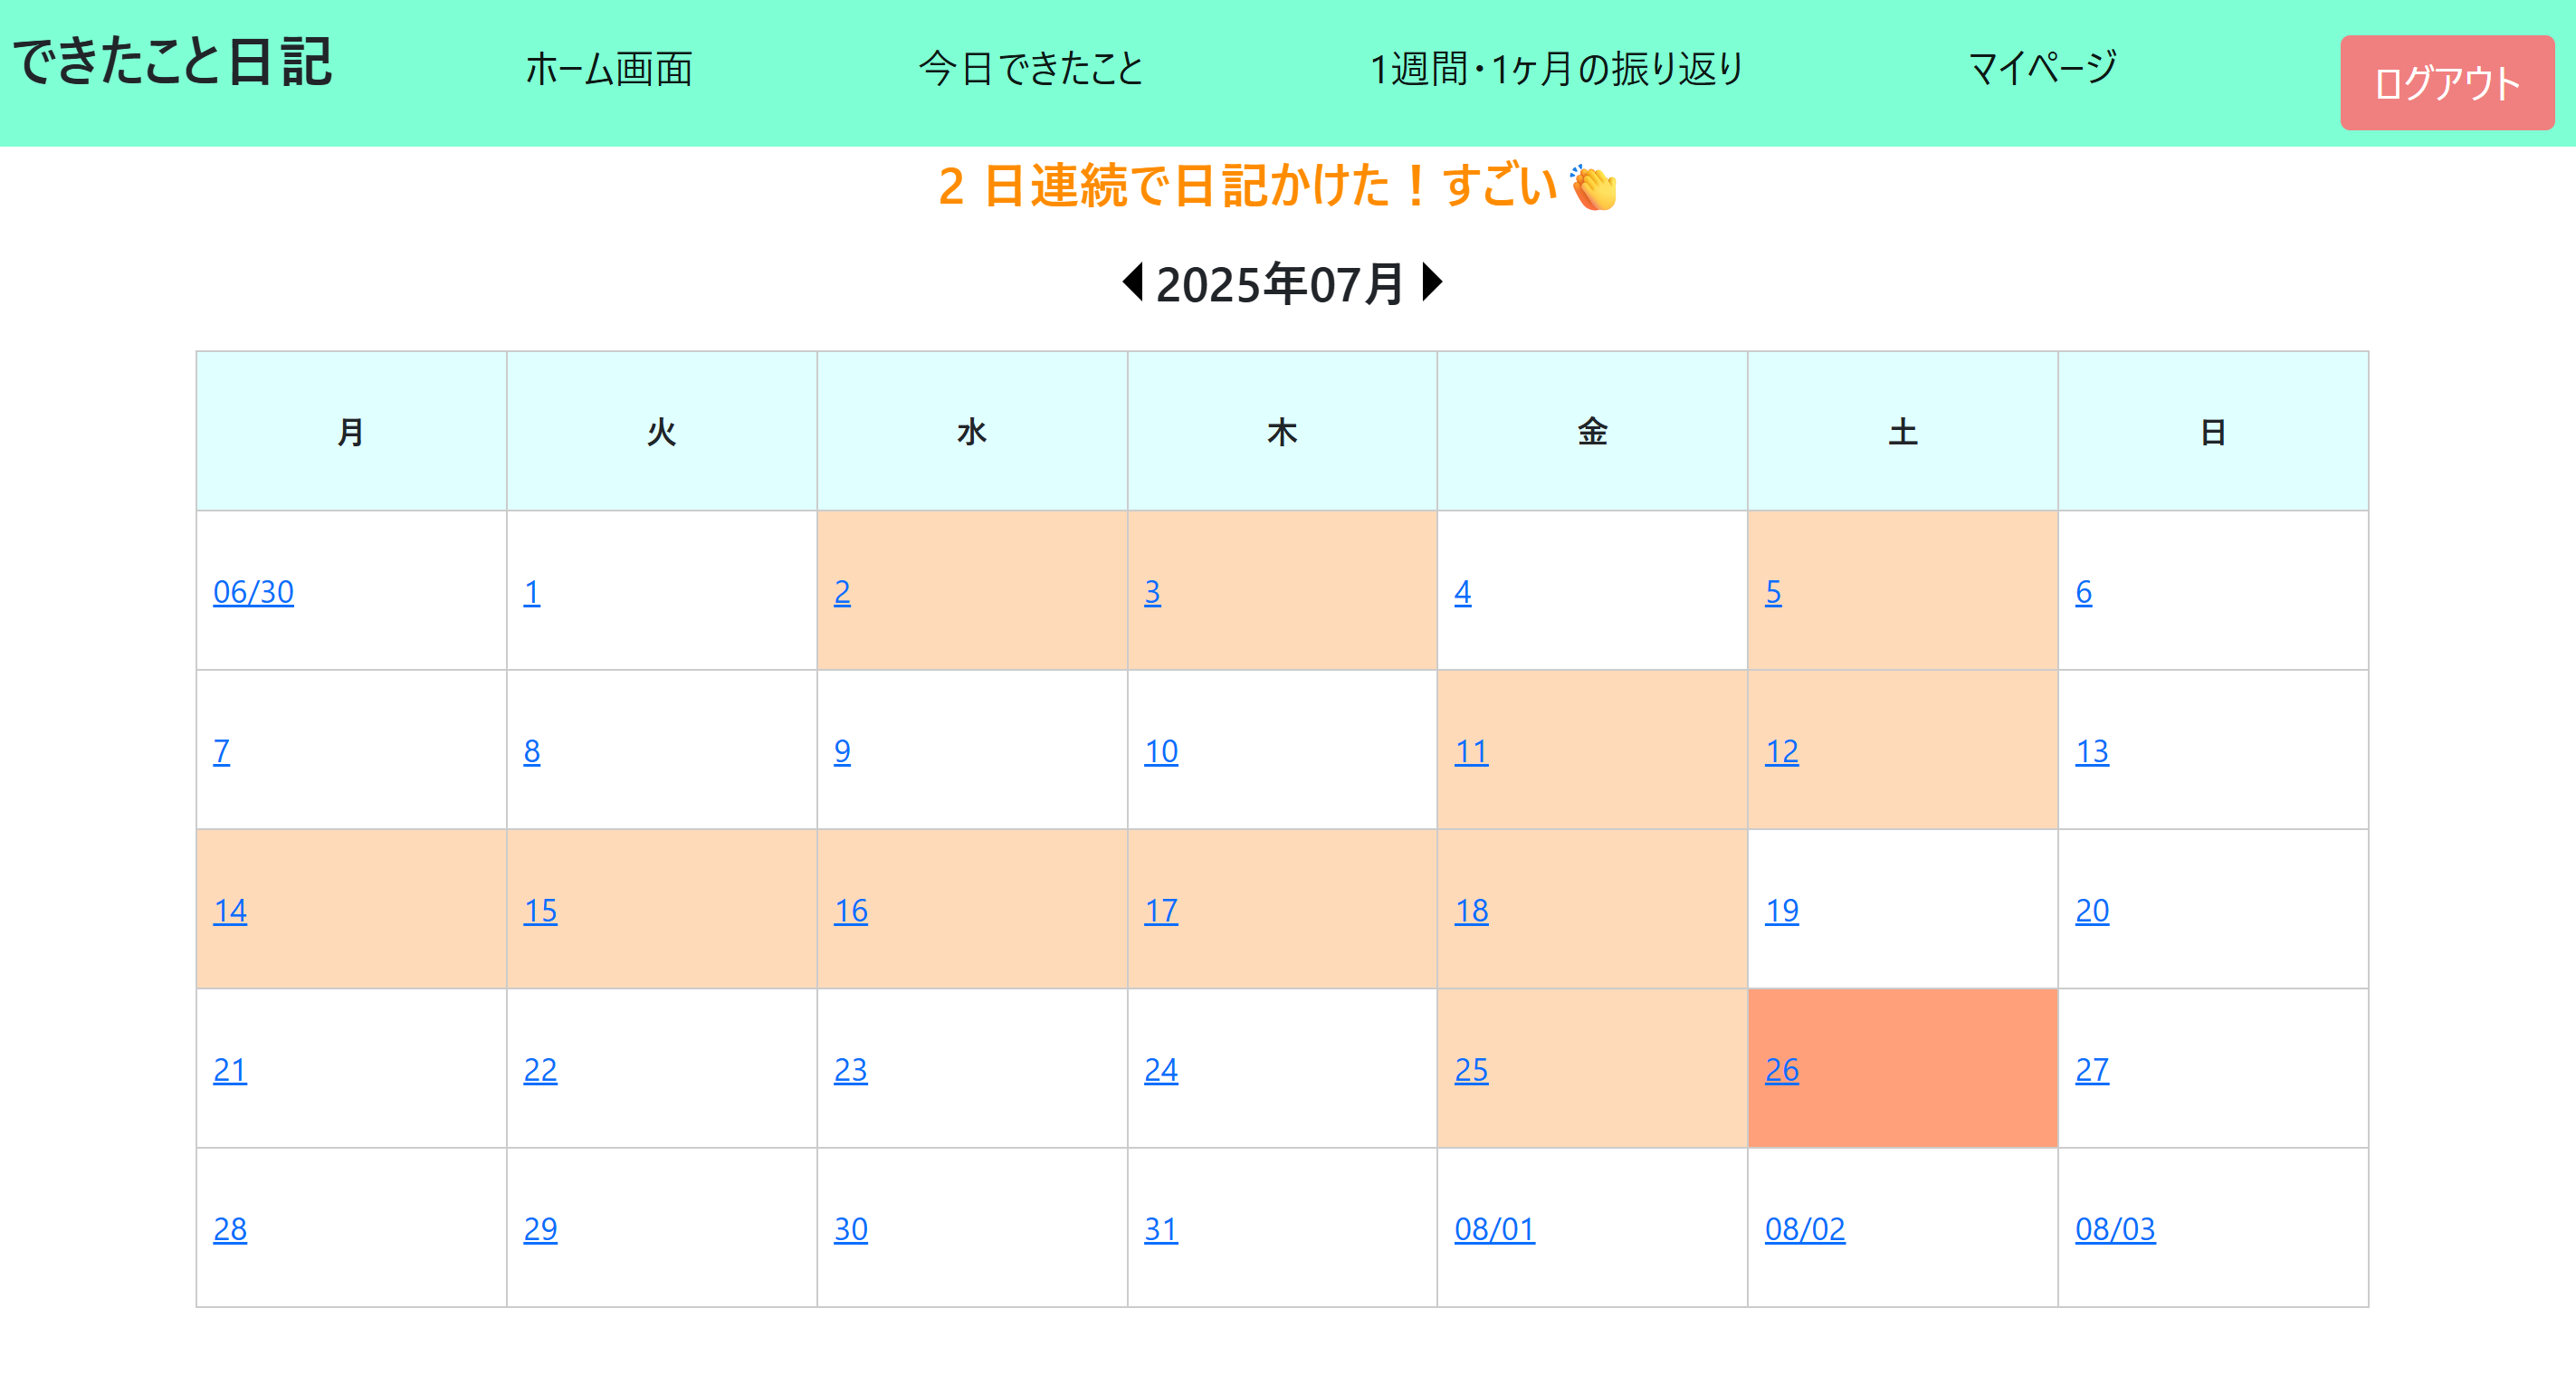 できたこと日記 ホーム画面 今日できたこと 1週間・1ヶ月の振り返り マイページ ログアウト
2 日連続で日記かけた！すごい👏
2025年07月
月 火 水 木 金 土 日
06/30 1 2 3 4 5 6
7 8 9 10 11 12 13
14 15 16 17 18 19 20
21 22 23 24 25 26 27
28 29 30 31 08/01 08/02 08/03